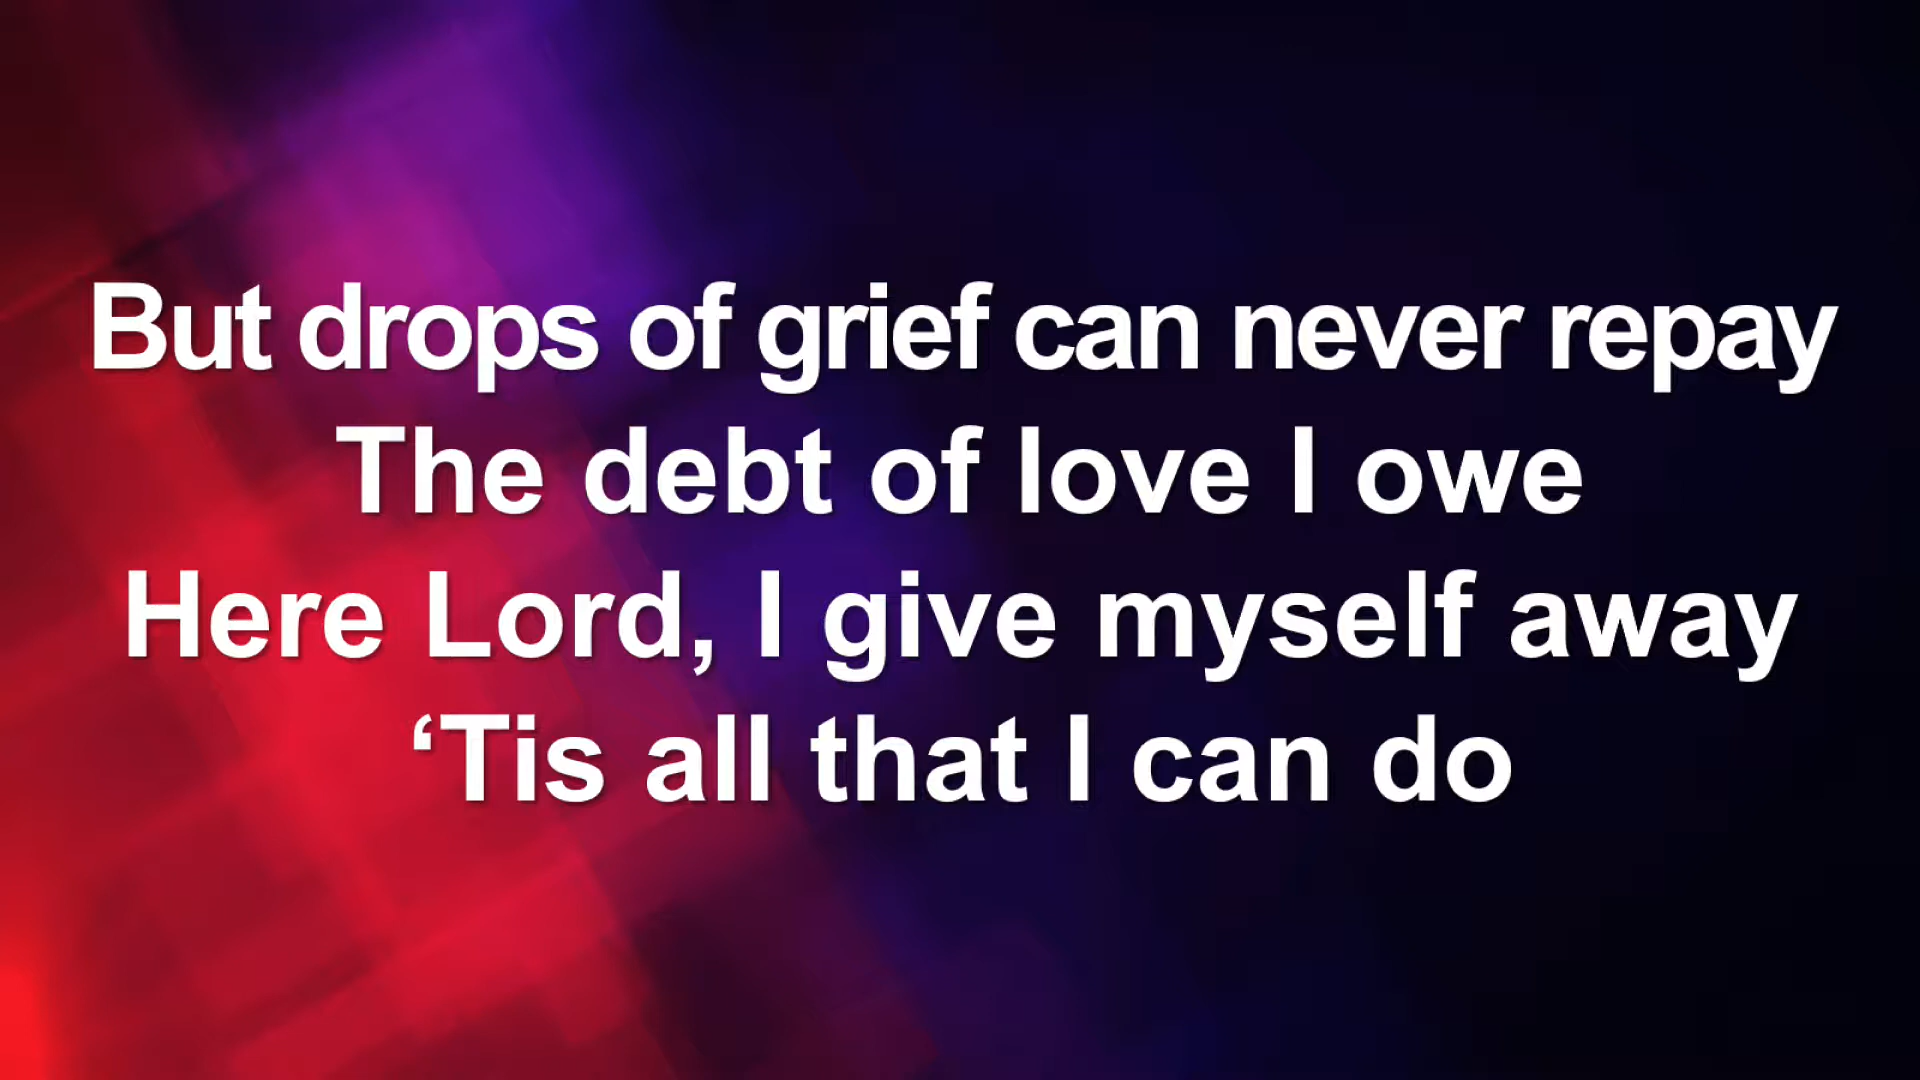 But drops of grief can never repay
The debt of love I owe
Here Lord, I give myself away
‘Tis all that I can do